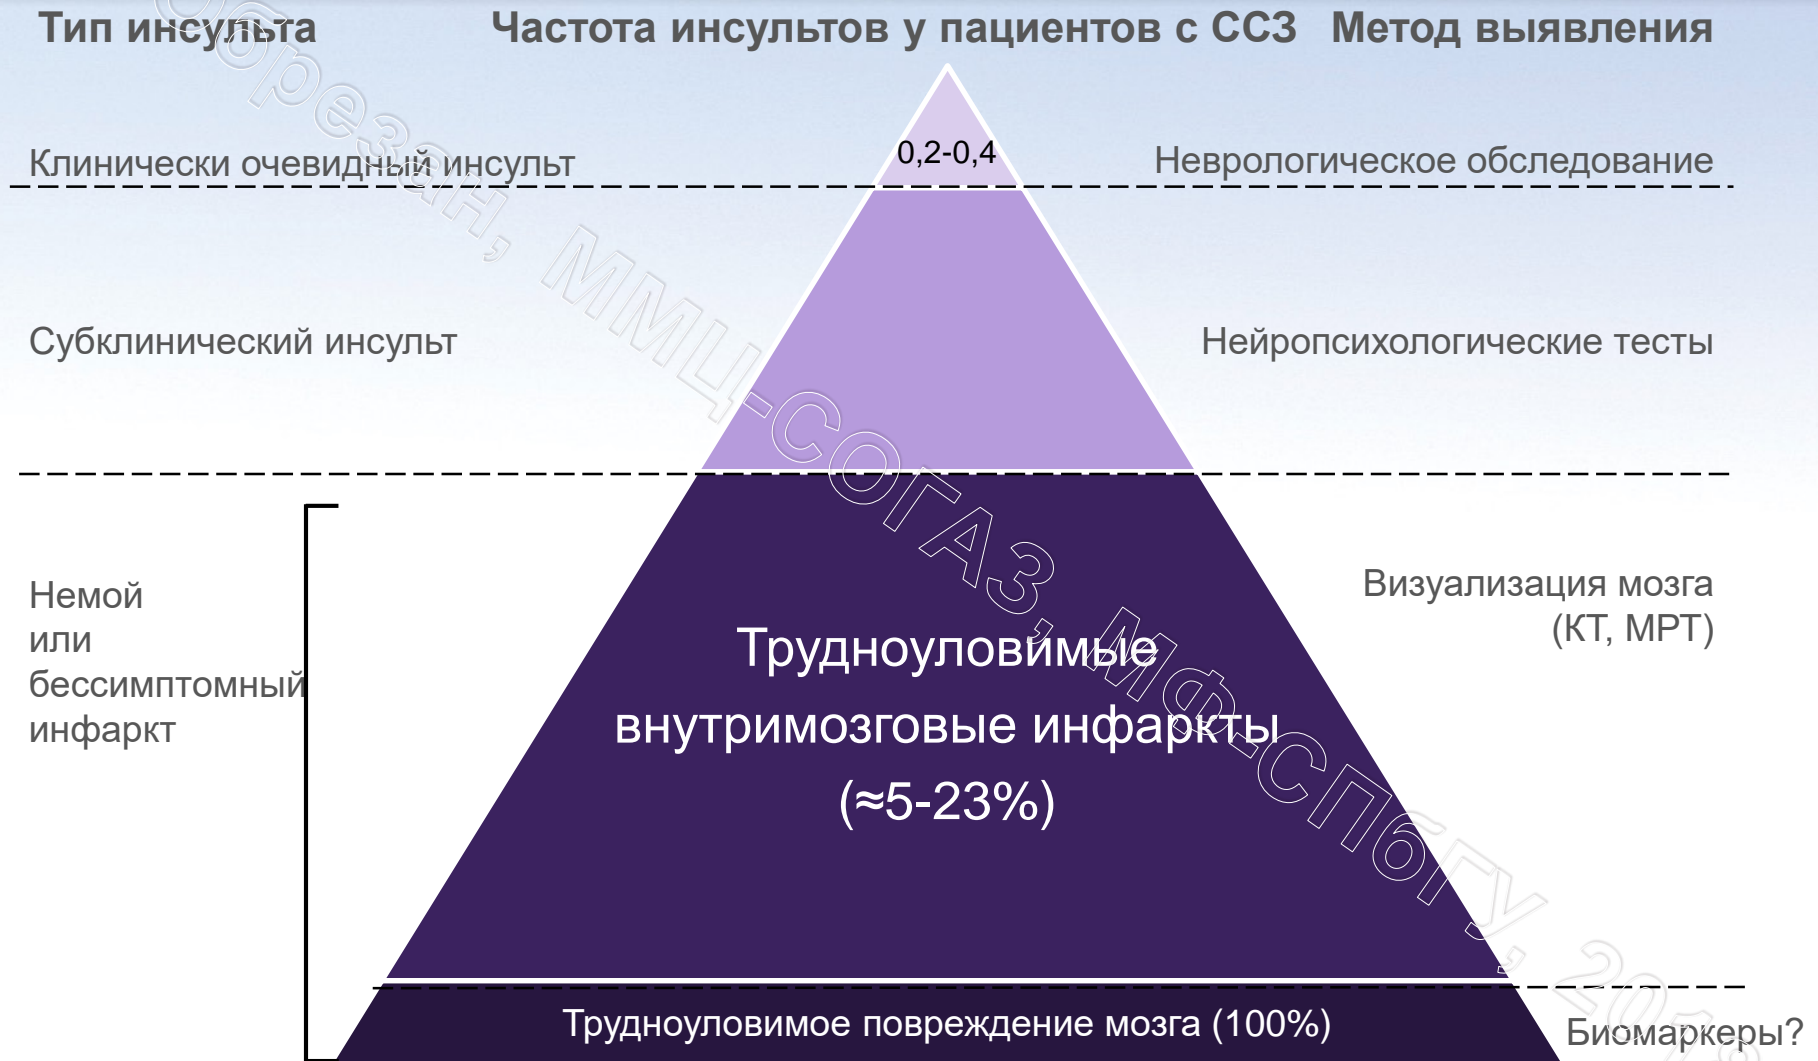 Тип инсульта
Частота инсультов у пациентов с ССЗ
Метод выявления
Клинически очевидный инсульт
0,2-0,4
Неврологическое обследование
Субклинический инсульт
Нейропсихологические тесты
Немой
или
бессимптомный
инфаркт
Трудноуловимые
внутримозговые инфаркты
(≈5-23%)
Визуализация мозга
(КТ, МРТ)
Трудноуловимое повреждение мозга (100%)
Биомаркеры?
Обрезан, ММЦ-СОГАЗ, МФ-СПбГУ,